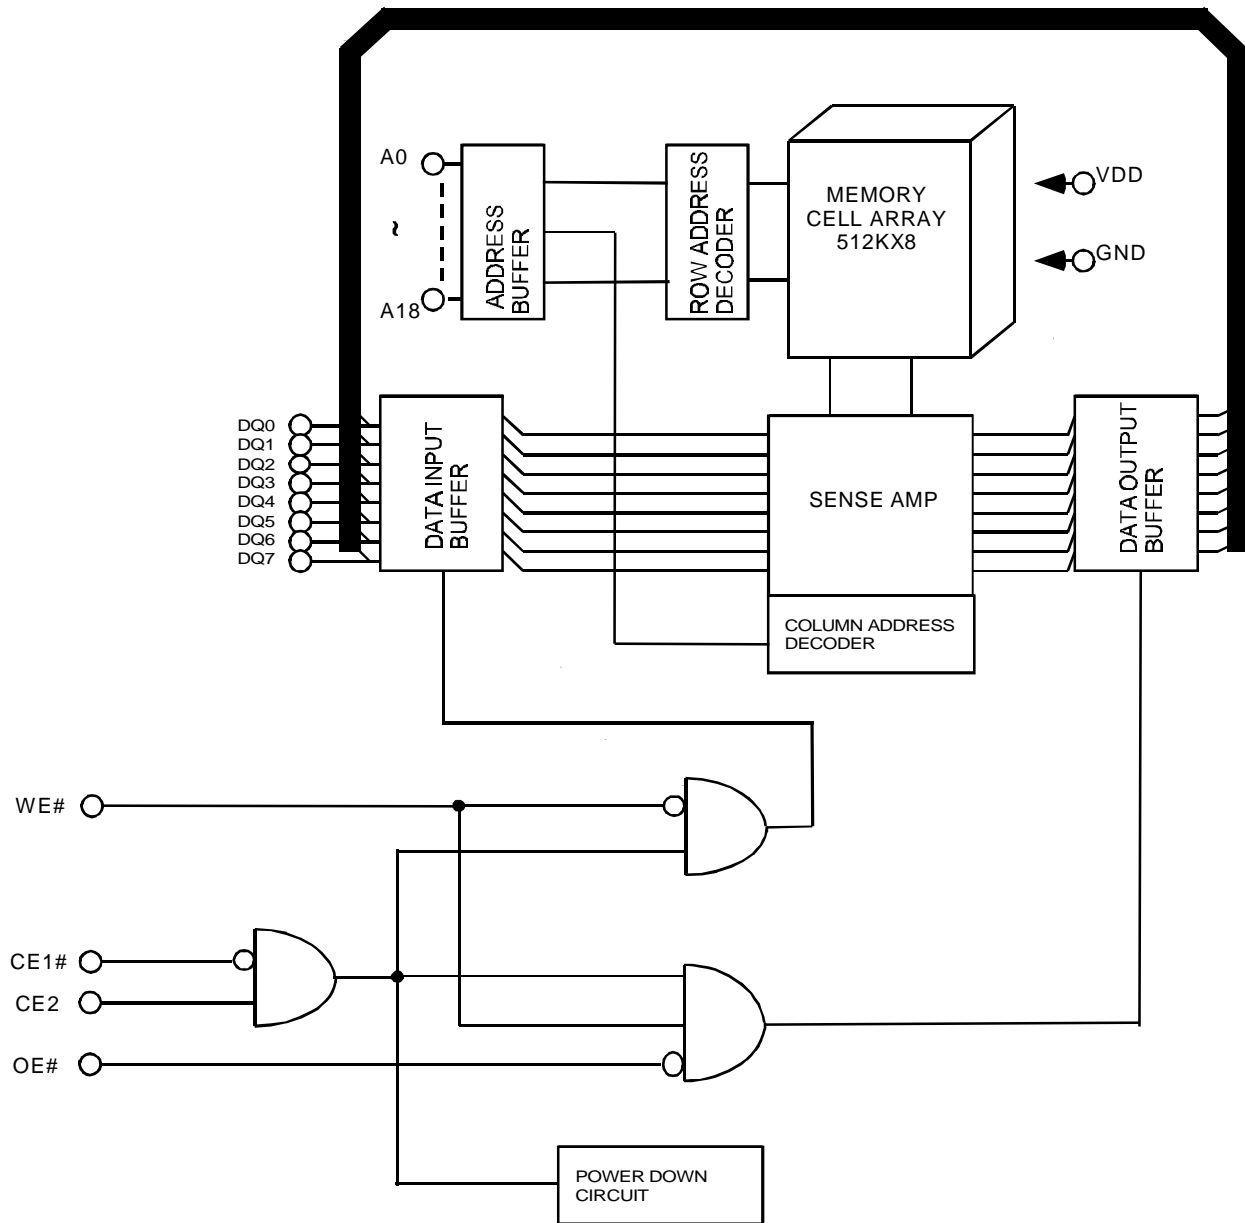 A0
~
A18
ADDRESS
BUFFER
ROW ADDRESS
DECODER
MEMORY
CELL ARRAY
512KX8
VDD
GND
DQ0
DQ1
DQ2
DQ3
DQ4
DQ5
DQ6
DQ7
DATA INPUT
BUFFER
SENSE AMP
DATA OUTPUT
BUFFER
COLUMN ADDRESS
DECODER
WE#
CE1#
CE2
OE#
POWER DOWN
CIRCUIT